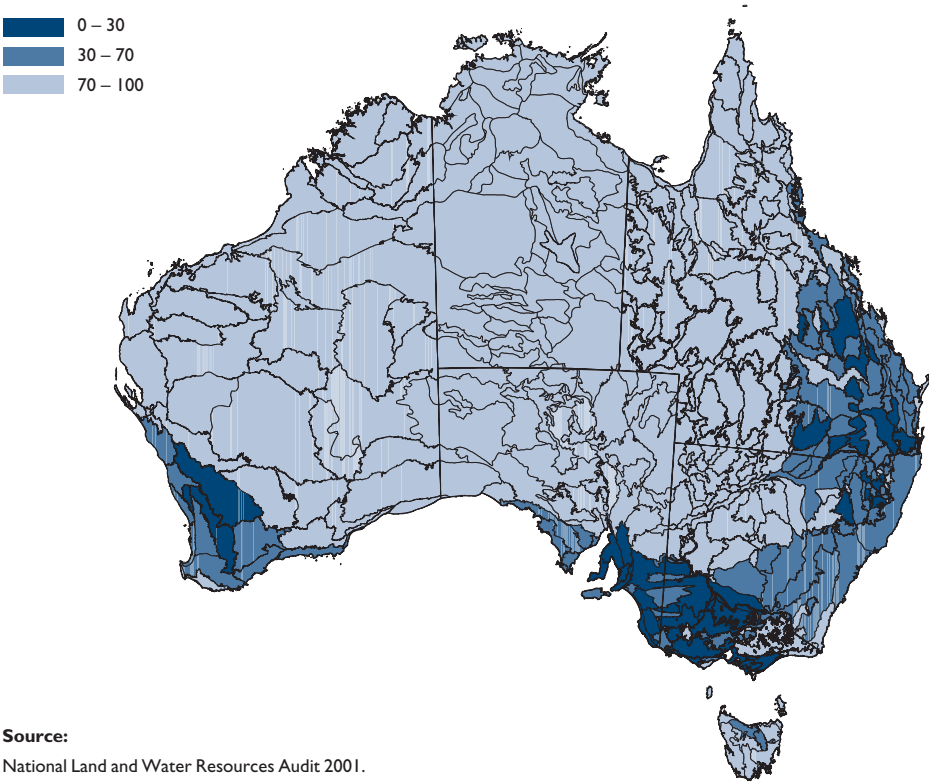 0 – 30
30 – 70
70 – 100
Source:
National Land and Water Resources Audit 2001.